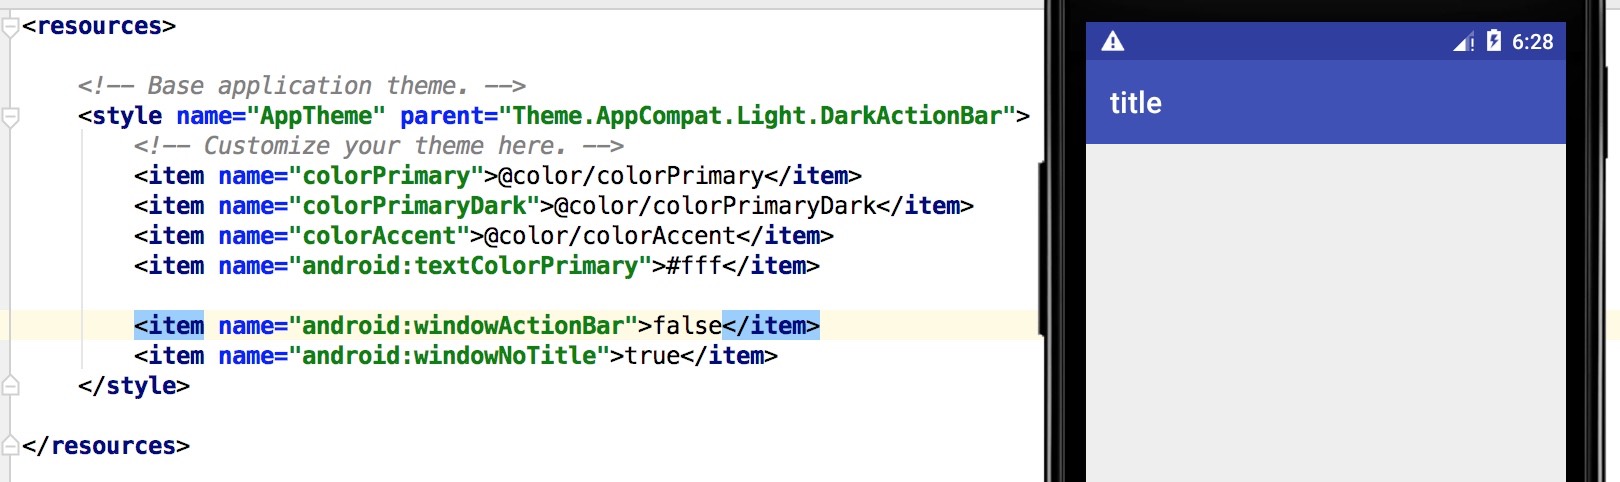 <resources>
<!-- Base application theme. -->
<style name="AppTheme" parent="Theme.AppCompat.Light.DarkActionBar">
<!-- Customize your theme here. -->
<item name="colorPrimary">@color/colorPrimary</item>
<item name="colorPrimaryDark">@color/colorPrimaryDark</item>
<item name="colorAccent">@color/colorAccent</item>
<item name="android:textColorPrimary">#fff</item>
<item name="android:windowActionBar">false</item>
<item name="android:windowNoTitle">true</item>
</style>
</resources>
6:28
title